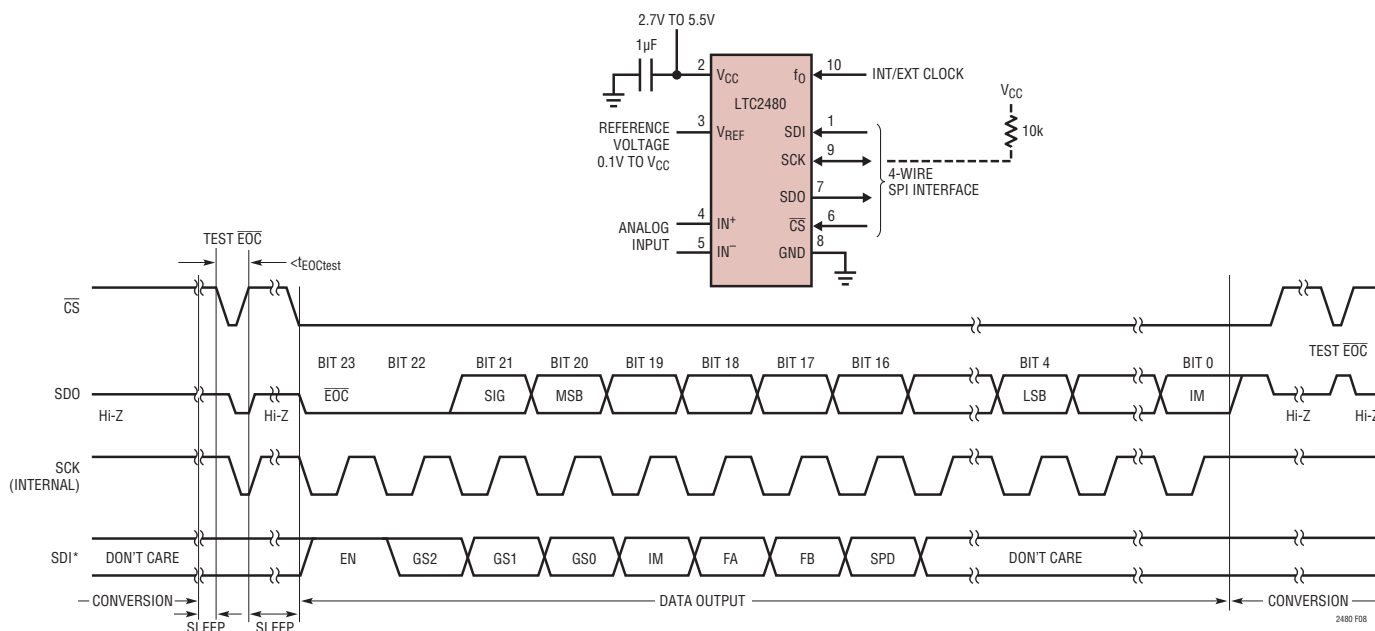 2.7V TO 5.5V
1µF
2 VCC fO 10 INT/EXT CLOCK
LTC2480
VCC
10k
REFERENCE VOLTAGE 0.1V TO VCC
3 VREF
SDI 1
SCK 9
SDO 7
CS 6
GND 8
4-WIRE SPI INTERFACE
ANALOG INPUT
4 IN+
5 IN–
TEST EOC
<tEOCtest
CS
TEST EOC
BIT 23 BIT 22 BIT 21 BIT 20 BIT 19 BIT 18 BIT 17 BIT 16 BIT 4 BIT 0
SDO EOC SIG MSB LSB IM
Hi-Z Hi-Z Hi-Z Hi-Z
SCK
(INTERNAL)
SDI* DON'T CARE EN GS2 GS1 GS0 IM FA FB SPD DON'T CARE
CONVERSION DATA OUTPUT CONVERSION
SLEEP SLEEP
2480 F08